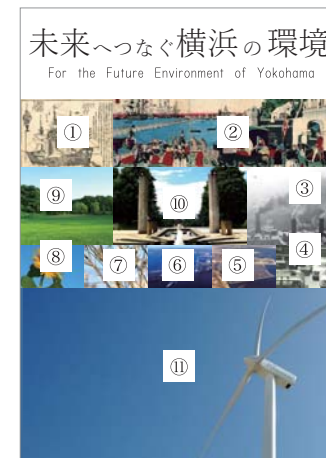 未来へつなぐ横浜の環境
For the Future Environment of Yokohama
① ②
⑨ ⑩ ③
⑧ ⑦ ⑥ ⑤ ④
⑪